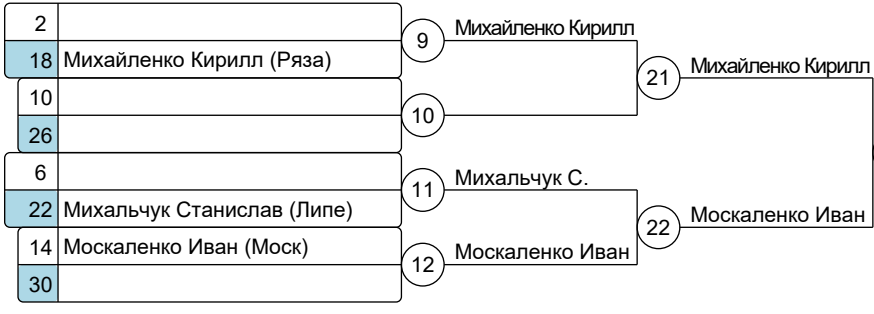 2
9
Михайленко Кирилл
18 Михайленко Кирилл (Ряза)
21
Михайленко Кирилл
10
10
26
6
11
Михальчук С.
22 Михальчук Станислав (Липе)
22
Москаленко Иван
14 Москаленко Иван (Моск)
12
Москаленко Иван
30